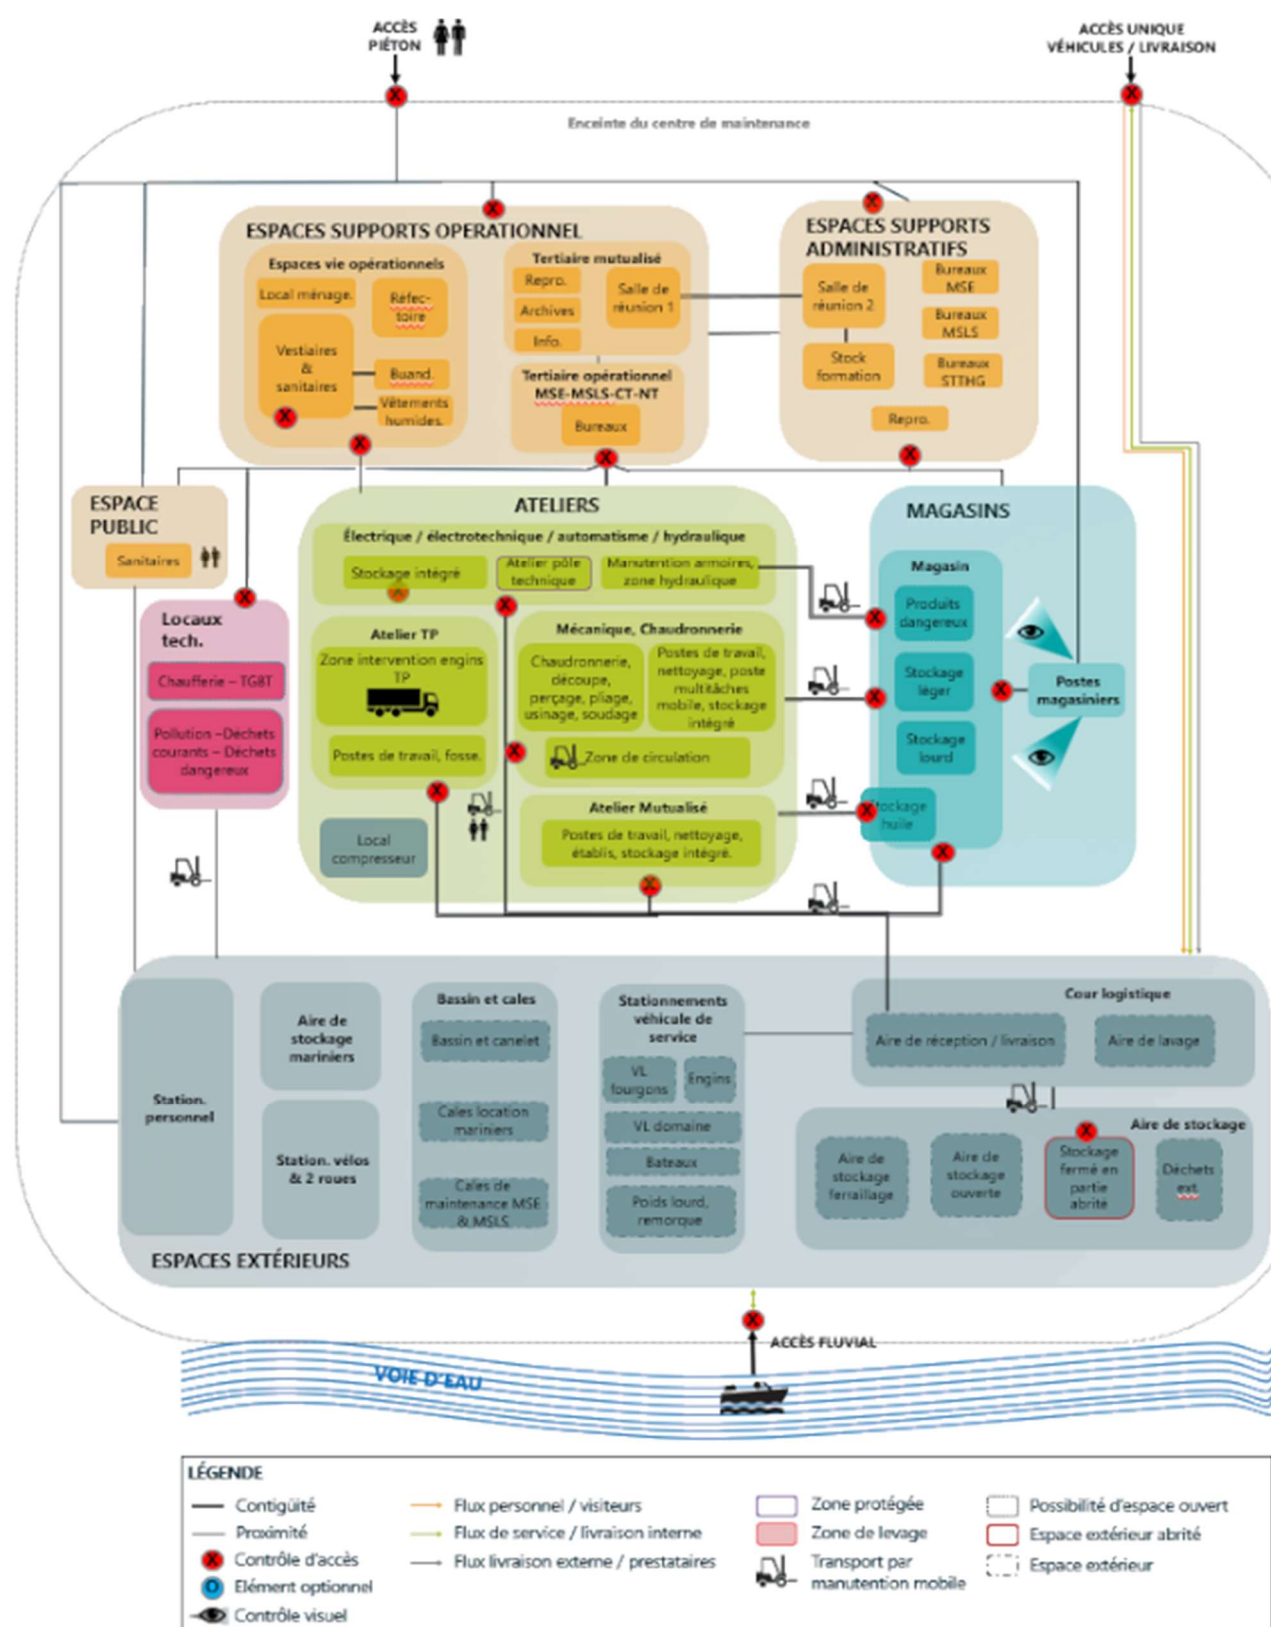 ACCÈS
PIÉTON
ACCÈS UNIQUE
VÉHICULES / LIVRAISON
X
X
Enceinte du centre de maintenance
X
X
ESPACES SUPPORTS OPERATIONNEL
Espaces vie opérationnels
Local ménage.
Réfec-
toire
Vestiaires
&
sanitaires
Buand.
Vêtements
humides.
X
X
Tertiaire mutualisé
Repro.
Archives
Info.
Salle de
réunion 1
Tertiaire opérationnel
MSE-MSLS-CT-NT
Bureaux
X
ESPACES SUPPORTS
ADMINISTRATIFS
Salle de
réunion 2
Stock
formation
Bureaux
MSE
Bureaux
MSLS
Bureaux
STTHG
Repro.
X
ESPACE
PUBLIC
Sanitaires
X
Locaux
tech.
Chaufferie – TGBT
Pollution –Déchets
courants – Déchets
dangereux
ATELIERS
Électrique / électrotechnique / automatisme / hydraulique
Stockage intégré
X
Atelier pôle
technique
Manutention armoires,
zone hydraulique
X
Atelier TP
Zone intervention engins
TP
Postes de travail, fosse.
X
Mécanique, Chaudronnerie
Chaudronnerie,
découpe,
perçage, pliage,
usinage, soudage
Postes de travail,
nettoyage, poste
multitâches
mobile, stockage
intégré
X
Zone de circulation
Atelier Mutualisé
Postes de travail, nettoyage,
établis, stockage intégré.
X
Local
compresseur
MAGASINS
Magasin
X
Produits
dangereux
X
Stockage
léger
Stockage
lourd
X
Stockage
huile
X
X
Postes
magasiniers
Station.
personnel
Aire de
stockage
mariniers
Station. vélos
& 2 roues
Bassin et cales
Bassin et canelet
Cales location
mariniers
Cales de
maintenance MSE
& MSLS
Stationnements
véhicule de
service
VL
fourgons
Engins
VL domaine
Bateaux
Poids lourd,
remorque
Cour logistique
Aire de réception / livraison
Aire de lavage
Aire de stockage
Aire de
stockage
ferraillage
Aire de
stockage
ouverte
X
Stockage
fermé en
partie
abrité
Déchets
ext.
ESPACES EXTÉRIEURS
X
ACCÈS FLUVIAL
VOIE D'EAU
LÉGENDE
Contigüité
Proximité
X Contrôle d'accès
O Elément optionnel
Contrôle visuel
Flux personnel / visiteurs
Flux de service / livraison interne
Flux livraison externe / prestataires
Zone protégée
Zone de levage
Transport par
manutention mobile
Possibilité d'espace ouvert
Espace extérieur abrité
Espace extérieur